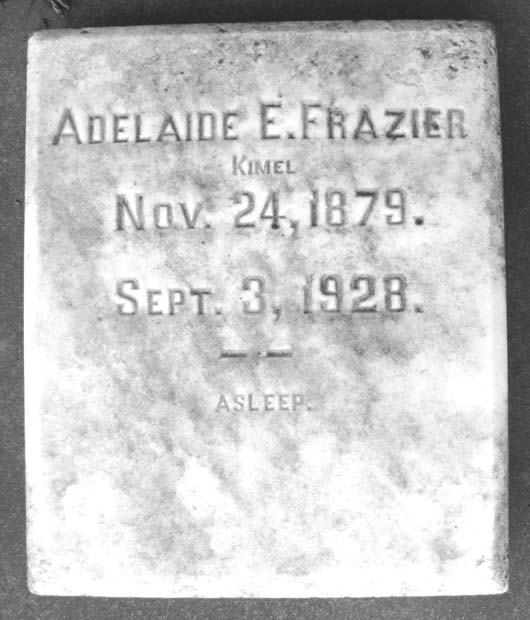 ADELAIDE E. FRAZIER
KIMEL
NOV. 24, 1879.
SEPT. 3, 1928.
ASLEEP.